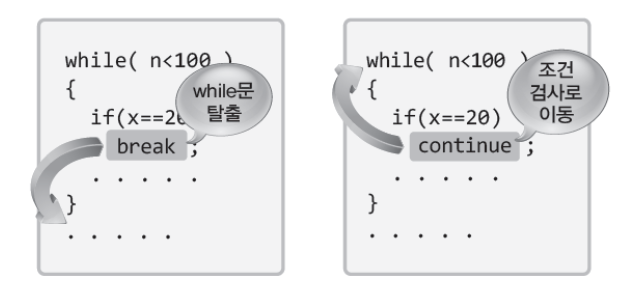 while( n<100 )
{
if(x==20
while문
탈출
break ;
. . . . .
}
. . . . .
while( n<100 )
{
if(x==20)
조건
검사로
이동
continue ;
. . . . .
}
. . . . .